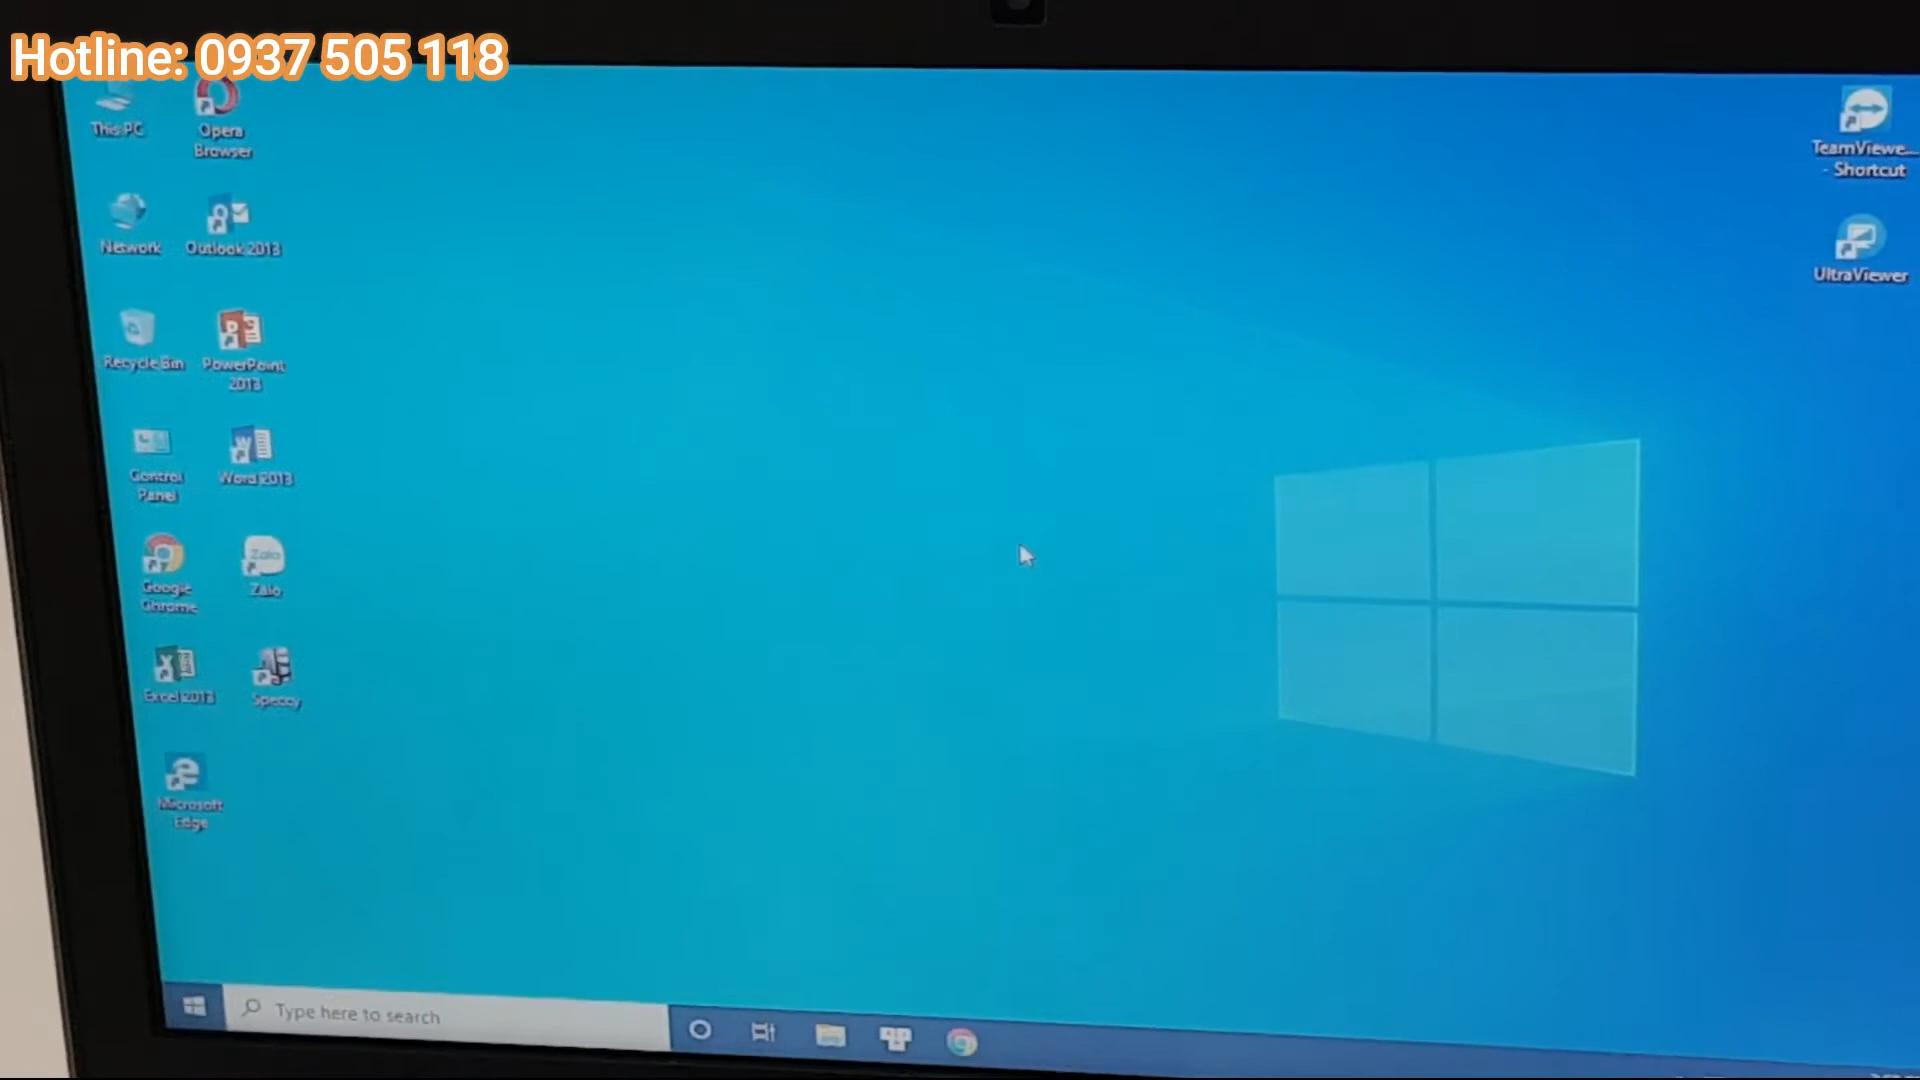 Hotline: 0937 505 118
This PC
Opera
Browser
TeamViewe...
- Shortcut
Network
Outlook 2013
UltraViewer
Recycle Bin
PowerPoint
2013
Control
Panel
Word 2013
Google
Chrome
Zalo
Zalo
Excel 2013
Speccy
Microsoft
Edge
Type here to search